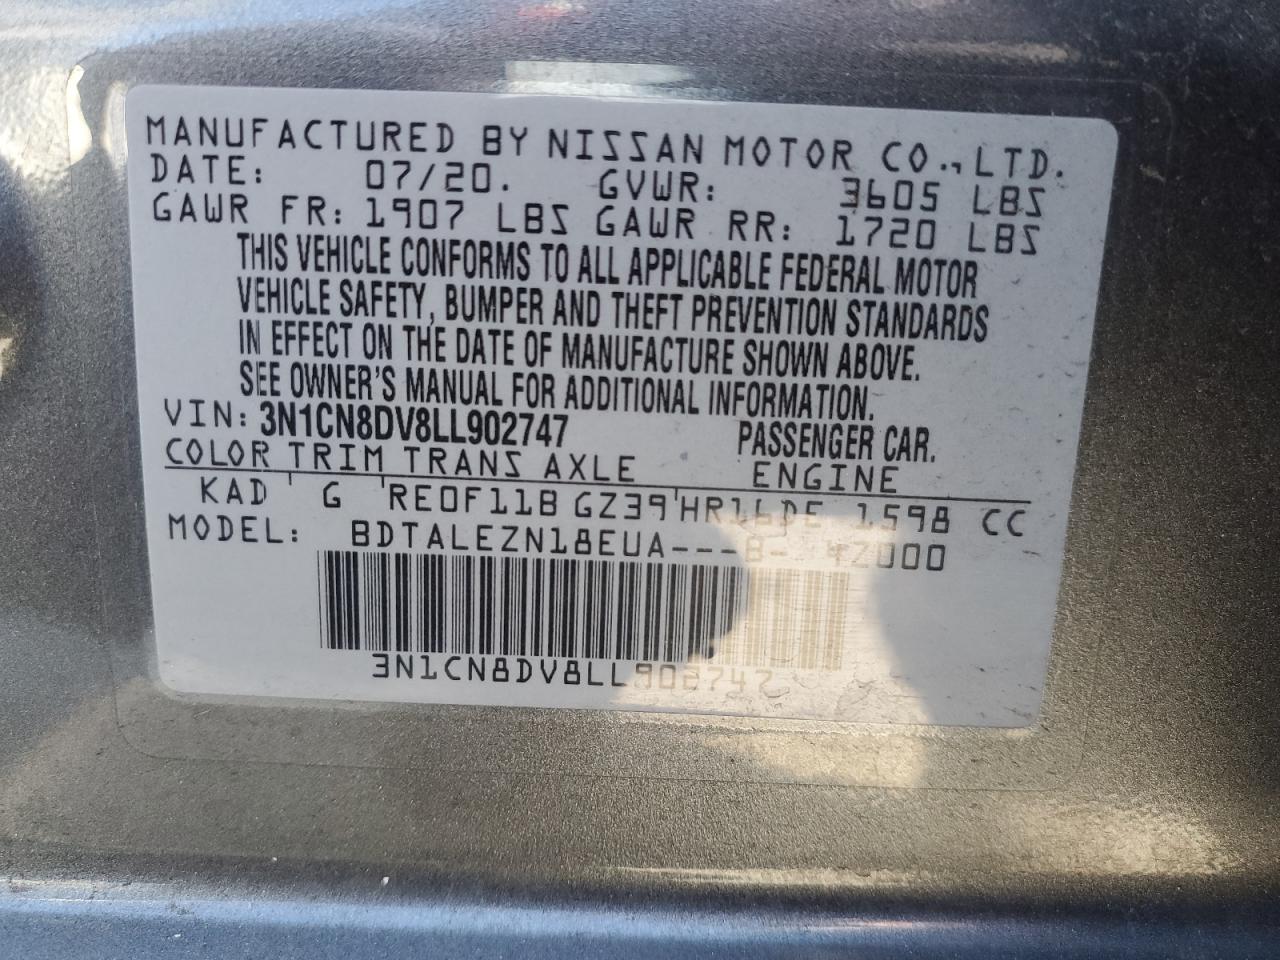 MANUFACTURED BY NISSAN MOTOR CO., LTD.
DATE: 07/20. GVWR: 3605 LBS
GAWR FR: 1907 LBS GAWR RR: 1720 LBS
THIS VEHICLE CONFORMS TO ALL APPLICABLE FEDERAL MOTOR
VEHICLE SAFETY, BUMPER AND THEFT PREVENTION STANDARDS
IN EFFECT ON THE DATE OF MANUFACTURE SHOWN ABOVE.
SEE OWNER'S MANUAL FOR ADDITIONAL INFORMATION.
VIN: 3N1CN8DV8LL902747 PASSENGER CAR.
COLOR TRIM TRANS AXLE ENGINE
KAD G RE0F11B GZ39 HR16DE 1598 CC
MODEL: BDTALEZN18EUA---B- 4Z000
3N1CN8DV8LL902747